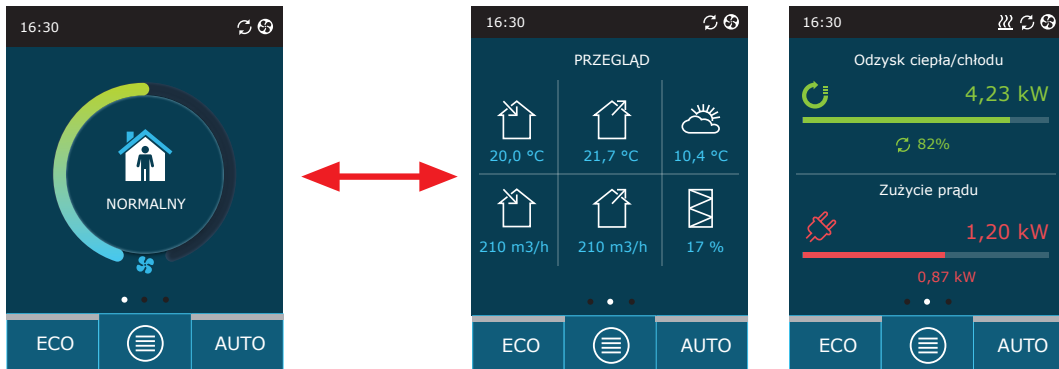 16:30
NORMALNY
ECO
AUTO
16:30
PRZEGLĄD
20,0 °C
21,7 °C
10,4 °C
210 m3/h
210 m3/h
17 %
ECO
AUTO
16:30
Odzysk ciepła/chłodu
4,23 kW
82%
Zużycie prądu
1,20 kW
0,87 kW
ECO
AUTO